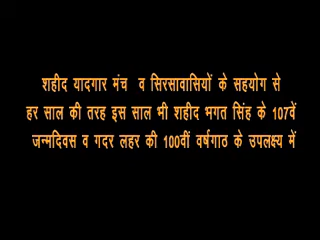 शहीद यादगार मंच व सिरसावासियों के सहयोग से
हर साल की तरह इस साल भी शहीद भगत सिंह के 107वें
जन्मदिवस व गदर लहर की 100वीं वर्षगाठ के उपलक्ष्य में